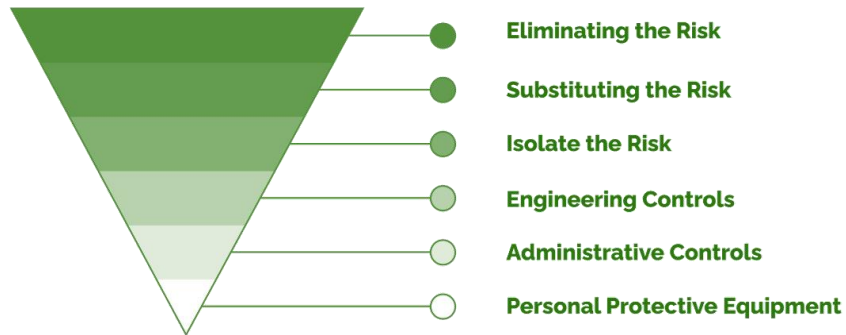 Eliminating the Risk
Substituting the Risk
Isolate the Risk
Engineering Controls
Administrative Controls
Personal Protective Equipment